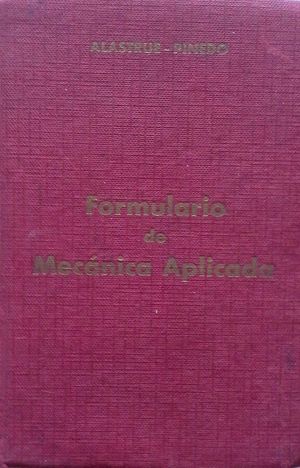 ALASTRUE - PINEDO
Formulario
de
Mecánica Aplicada